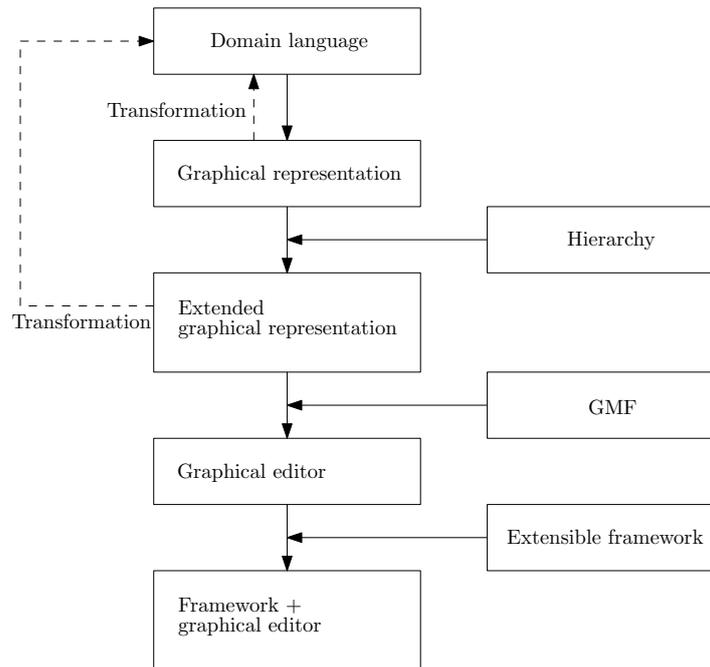 Domain language
Transformation
Graphical representation
Hierarchy
Extended
graphical representation
Transformation
GMF
Graphical editor
Extensible framework
Framework +
graphical editor